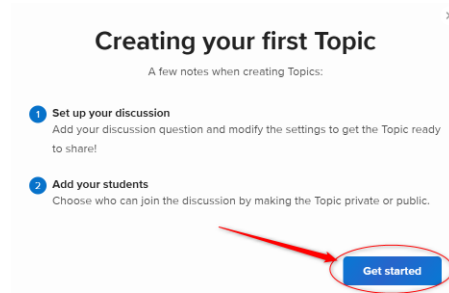 Creating your first Topic
A few notes when creating Topics:
1 Set up your discussion
Add your discussion question and modify the settings to get the Topic ready
to share!
2 Add your students
Choose who can join the discussion by making the Topic private or public.
Get started